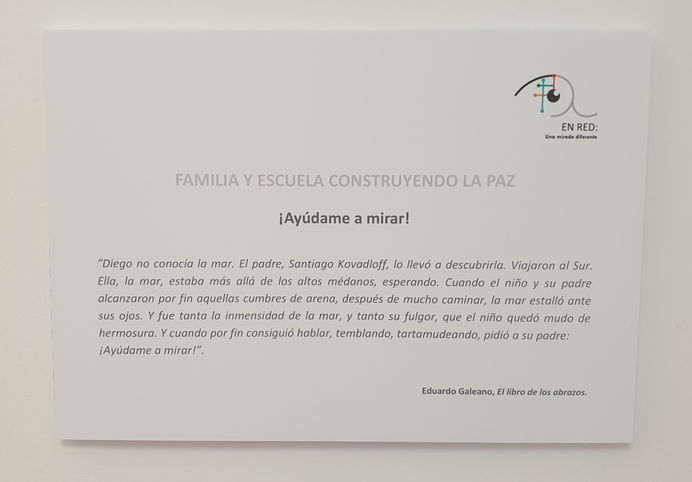 EN RED:
Una mirada diferente
FAMILIA Y ESCUELA CONSTRUYENDO LA PAZ
¡Ayúdame a mirar!
"Diego no conocía la mar. El padre, Santiago Kovadloff, lo llevó a descubrirla. Viajaron al Sur.
Ella, la mar, estaba más allá de los altos médanos, esperando. Cuando el niño y su padre
alcanzaron por fin aquellas cumbres de arena, después de mucho caminar, la mar estalló ante
sus ojos. Y fue tanta la inmensidad de la mar, y tanto su fulgor, que el niño quedó mudo de
hermosura. Y cuando por fin consiguió hablar, temblando, tartamudeando, pidió a su padre:
¡Ayúdame a mirar!".
Eduardo Galeano, El libro de los abrazos.